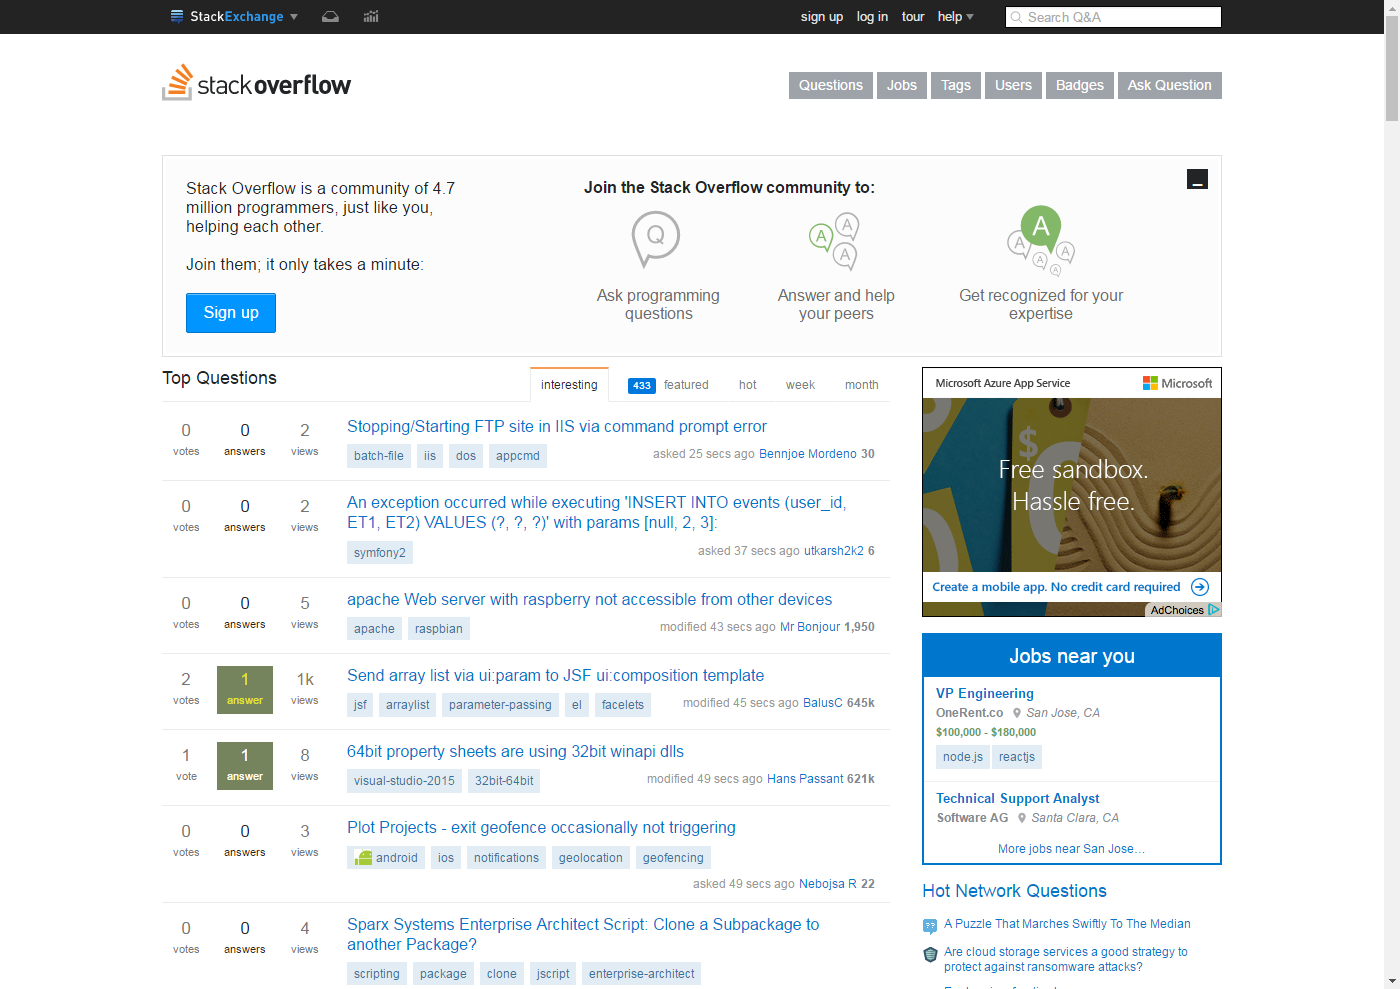 StackExchange
sign up log in tour help
Search Q&A
stackoverflow
Questions Jobs Tags Users Badges Ask Question
Stack Overflow is a community of 4.7
million programmers, just like you,
helping each other.
Join them; it only takes a minute:
Sign up
Join the Stack Overflow community to:
Q
A A A
A A A A A
Ask programming
questions
Answer and help
your peers
Get recognized for your
expertise
Top Questions
interesting 433 featured hot week month
0 votes 0 answers 2 views
Stopping/Starting FTP site in IIS via command prompt error
batch-file iis dos appcmd
asked 25 secs ago Bennjoe Mordeno 30
0 votes 0 answers 2 views
An exception occurred while executing 'INSERT INTO events (user_id,
ET1, ET2) VALUES (?, ?, ?)' with params [null, 2, 3]:
symfony2
asked 37 secs ago utkarsh2k2 6
0 votes 0 answers 5 views
apache Web server with raspberry not accessible from other devices
apache raspbian
modified 43 secs ago Mr Bonjour 1,950
2 votes 1 answer 1k views
Send array list via ui:param to JSF ui:composition template
jsf arraylist parameter-passing el facelets
modified 45 secs ago BalusC 645k
1 vote 1 answer 8 views
64bit property sheets are using 32bit winapi dlls
visual-studio-2015 32bit-64bit
modified 49 secs ago Hans Passant 621k
0 votes 0 answers 3 views
Plot Projects - exit geofence occasionally not triggering
android ios notifications geolocation geofencing
asked 49 secs ago Nebojsa R 22
0 votes 0 answers 4 views
Sparx Systems Enterprise Architect Script: Clone a Subpackage to
another Package?
scripting package clone jscript enterprise-architect
Microsoft Azure App Service Microsoft
$
Free sandbox.
Hassle free.
Create a mobile app. No credit card required
AdChoices
Jobs near you
VP Engineering
OneRent.co San Jose, CA
$100,000 - $180,000
node.js reactjs
Technical Support Analyst
Software AG Santa Clara, CA
More jobs near San Jose...
Hot Network Questions
A Puzzle That Marches Swiftly To The Median
Are cloud storage services a good strategy to
protect against ransomware attacks?